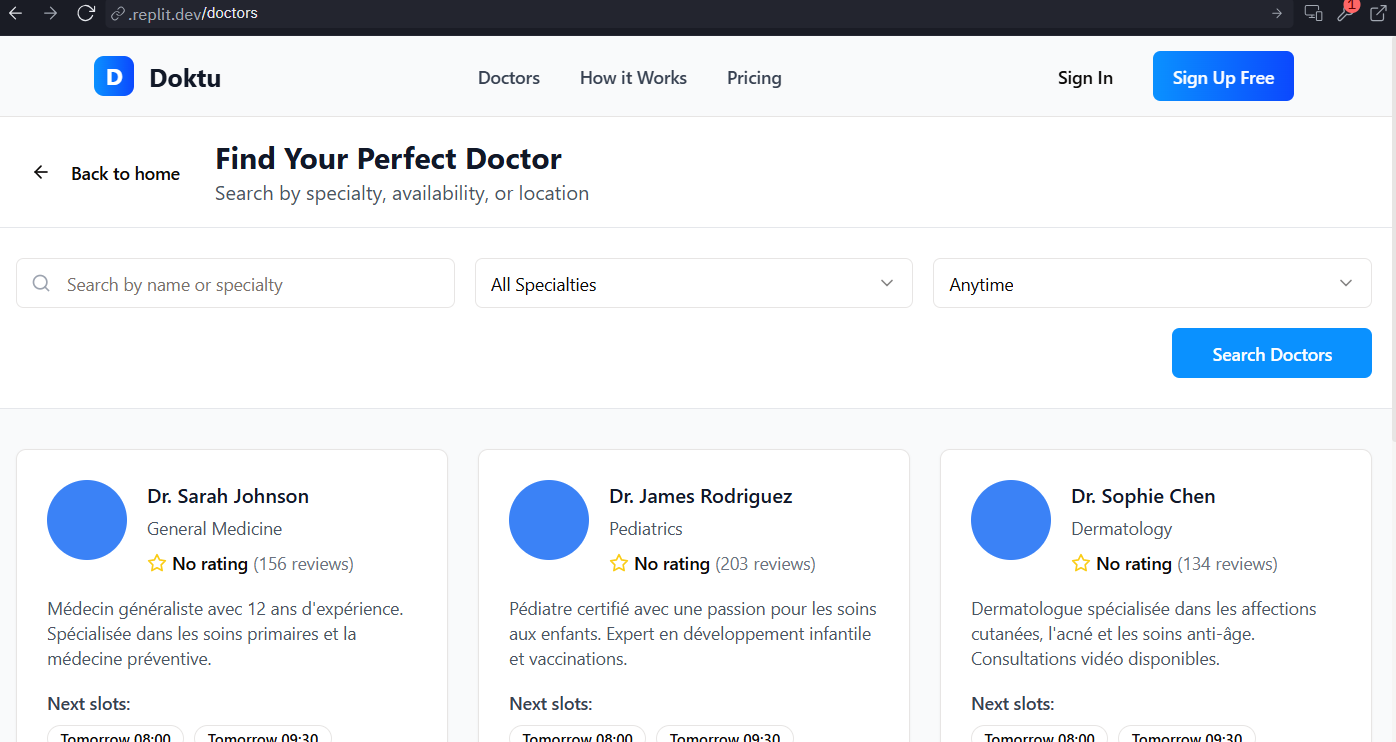 .replit.dev/doctors
1
D Doktu
Doctors How it Works Pricing
Sign In Sign Up Free
Back to home
Find Your Perfect Doctor
Search by specialty, availability, or location
Search by name or specialty
All Specialties
Anytime
Search Doctors
Dr. Sarah Johnson
General Medicine
No rating (156 reviews)
Médecin généraliste avec 12 ans d'expérience.
Spécialisée dans les soins primaires et la
médecine préventive.
Next slots:
Tomorrow 08:00 Tomorrow 09:30
Dr. James Rodriguez
Pediatrics
No rating (203 reviews)
Pédiatre certifié avec une passion pour les soins
aux enfants. Expert en développement infantile
et vaccinations.
Next slots:
Tomorrow 08:00 Tomorrow 09:30
Dr. Sophie Chen
Dermatology
No rating (134 reviews)
Dermatologue spécialisée dans les affections
cutanées, l'acné et les soins anti-âge.
Consultations vidéo disponibles.
Next slots:
Tomorrow 08:00 Tomorrow 09:30